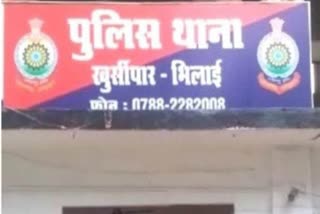 पुलिस थाना
खुर्सीपार - भिलाई
फोन : 0788-2282008